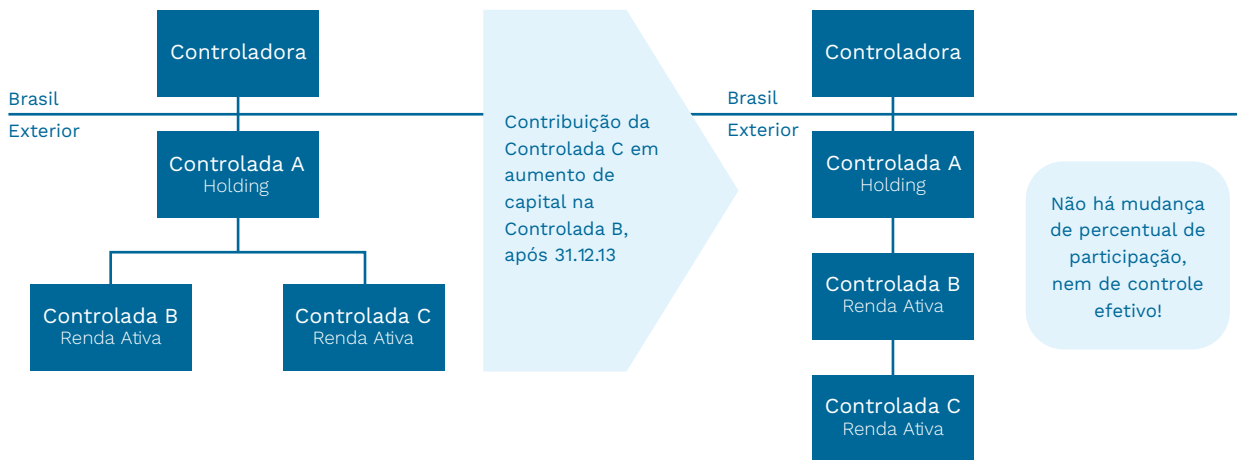 Controladora
Brasil
Exterior
Controlada A
Holding
Controlada B
Renda Ativa
Controlada C
Renda Ativa
Contribuição da
Controlada C em
aumento de
capital na
Controlada B,
após 31.12.13
Controladora
Brasil
Exterior
Controlada A
Holding
Controlada B
Renda Ativa
Controlada C
Renda Ativa
Não há mudança
de percentual de
participação,
nem de controle
efetivo!